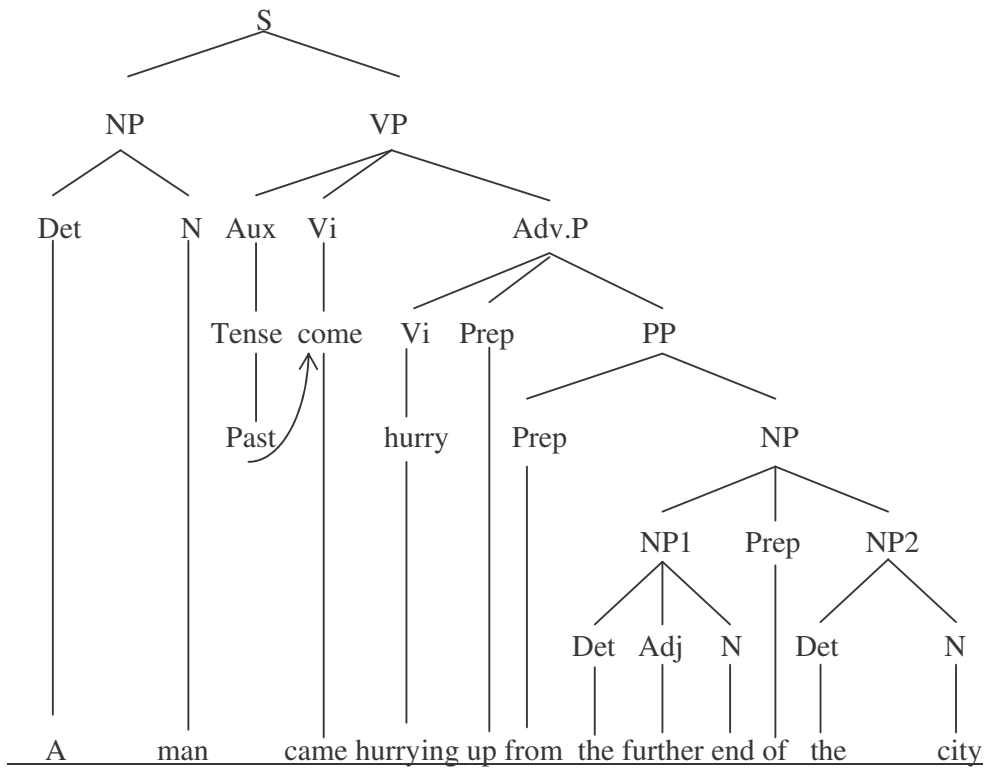 S
NP VP
Det N Aux Vi Adv.P
Tense come Vi Prep PP
Past hurry Prep NP
NP1 Prep NP2
Det Adj N Det N
A man came hurrying up from the further end of the city